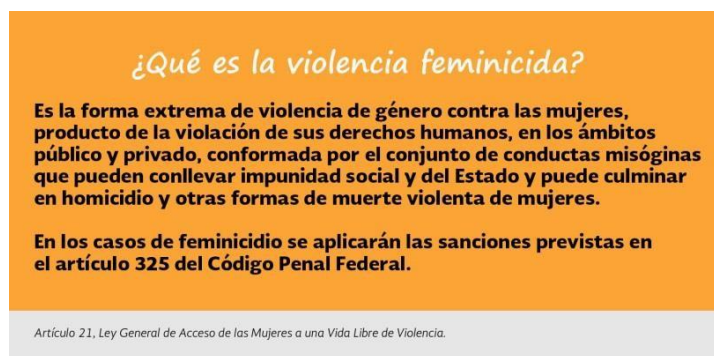 ¿Qué es la violencia feminicida?
Es la forma extrema de violencia de género contra las mujeres,
producto de la violación de sus derechos humanos, en los ámbitos
público y privado, conformada por el conjunto de conductas misóginas
que pueden conllevar impunidad social y del Estado y puede culminar
en homicidio y otras formas de muerte violenta de mujeres.
En los casos de feminicidio se aplicarán las sanciones previstas en
el artículo 325 del Código Penal Federal.
Artículo 21, Ley General de Acceso de las Mujeres a una Vida Libre de Violencia.